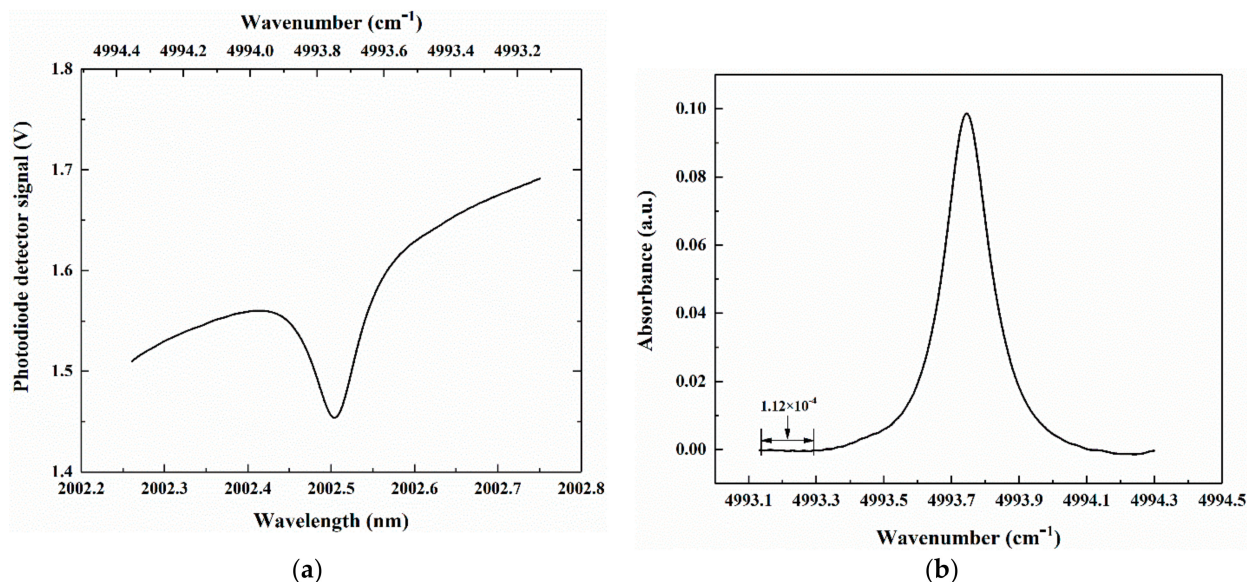 Wavenumber (cm⁻¹)
4994.4 4994.2 4994.0 4993.8 4993.6 4993.4 4993.2
1.8
1.7
1.6
1.5
1.4
Photodiode detector signal (V)
2002.2 2002.3 2002.4 2002.5 2002.6 2002.7 2002.8
Wavelength (nm)
(a)
0.10
0.08
0.06
0.04
0.02
0.00
Absorbance (a.u.)
1.12×10⁻⁴
4993.1 4993.3 4993.5 4993.7 4993.9 4994.1 4994.3 4994.5
Wavenumber (cm⁻¹)
(b)